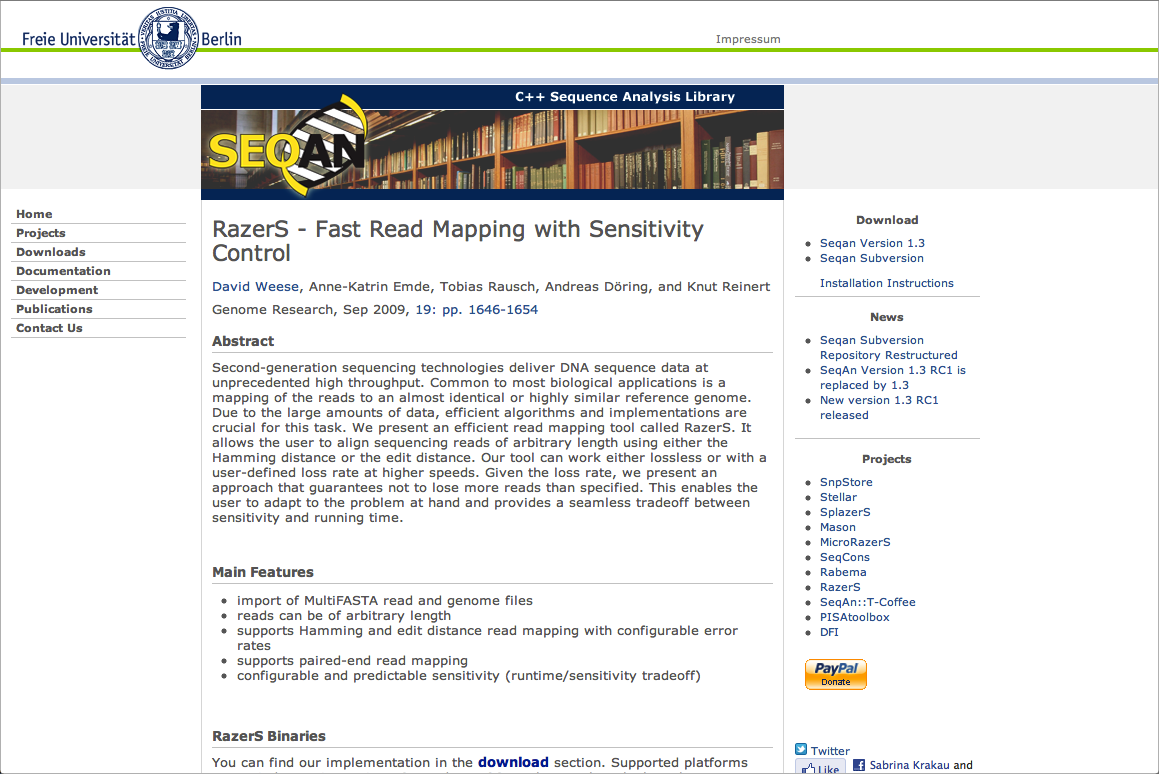 Freie Universität Berlin
Impressum
C++ Sequence Analysis Library
SEQAN
Home
Projects
Downloads
Documentation
Development
Publications
Contact Us
RazerS - Fast Read Mapping with Sensitivity
Control
David Weese, Anne-Katrin Emde, Tobias Rausch, Andreas Döring, and Knut Reinert
Genome Research, Sep 2009, 19: pp. 1646-1654
Abstract
Second-generation sequencing technologies deliver DNA sequence data at
unprecedented high throughput. Common to most biological applications is a
mapping of the reads to an almost identical or highly similar reference genome.
Due to the large amounts of data, efficient algorithms and implementations are
crucial for this task. We present an efficient read mapping tool called RazerS. It
allows the user to align sequencing reads of arbitrary length using either the
Hamming distance or the edit distance. Our tool can work either lossless or with a
user-defined loss rate at higher speeds. Given the loss rate, we present an
approach that guarantees not to lose more reads than specified. This enables the
user to adapt to the problem at hand and provides a seamless tradeoff between
sensitivity and running time.
Main Features
import of MultiFASTA read and genome files
reads can be of arbitrary length
supports Hamming and edit distance read mapping with configurable error
rates
supports paired-end read mapping
configurable and predictable sensitivity (runtime/sensitivity tradeoff)
RazerS Binaries
You can find our implementation in the download section. Supported platforms
Download
Seqan Version 1.3
Seqan Subversion
Installation Instructions
News
Seqan Subversion
Repository Restructured
SeqAn Version 1.3 RC1 is
replaced by 1.3
New version 1.3 RC1
released
Projects
SnpStore
Stellar
SplazerS
Mason
MicroRazerS
SeqCons
Rabema
RazerS
SeqAn::T-Coffee
PISAtoolbox
DFI
PayPal
Donate
Twitter
Like
Sabrina Krakau and